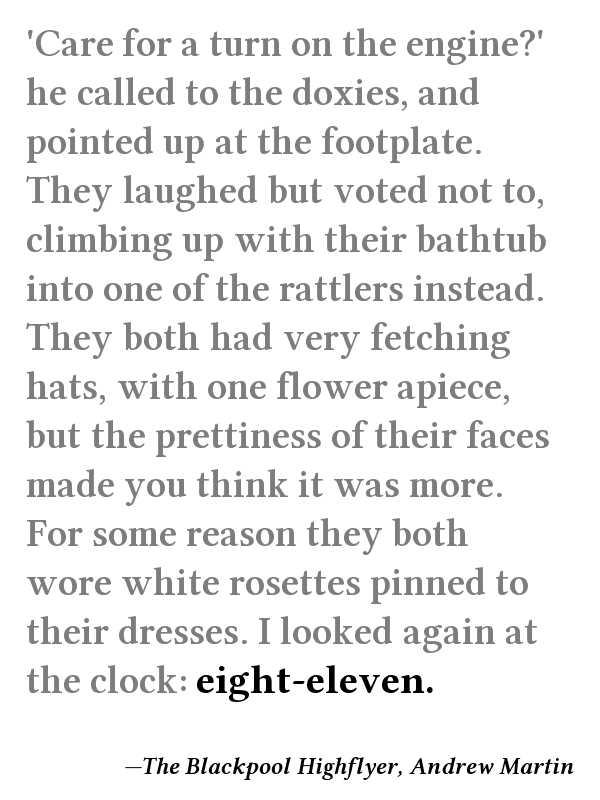 'Care for a turn on the engine?'
he called to the doxies, and
pointed up at the footplate.
They laughed but voted not to,
climbing up with their bathtub
into one of the rattlers instead.
They both had very fetching
hats, with one flower apiece,
but the prettiness of their faces
made you think it was more.
For some reason they both
wore white rosettes pinned to
their dresses. I looked again at
the clock: eight-eleven.
—The Blackpool Highflyer, Andrew Martin